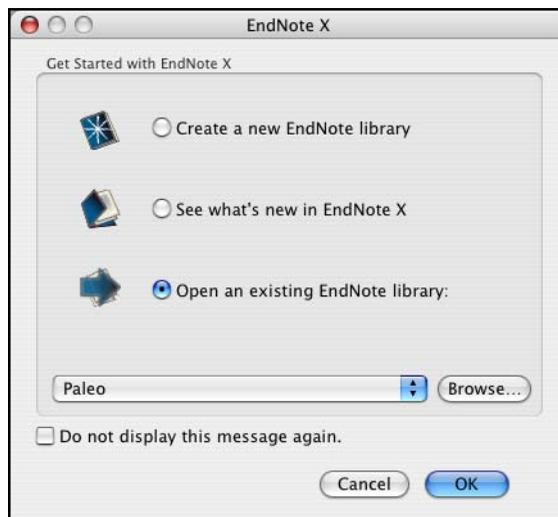 EndNote X
Get Started with EndNote X
Create a new EndNote library
See what's new in EndNote X
Open an existing EndNote library:
Paleo
Browse...
Do not display this message again.
Cancel
OK